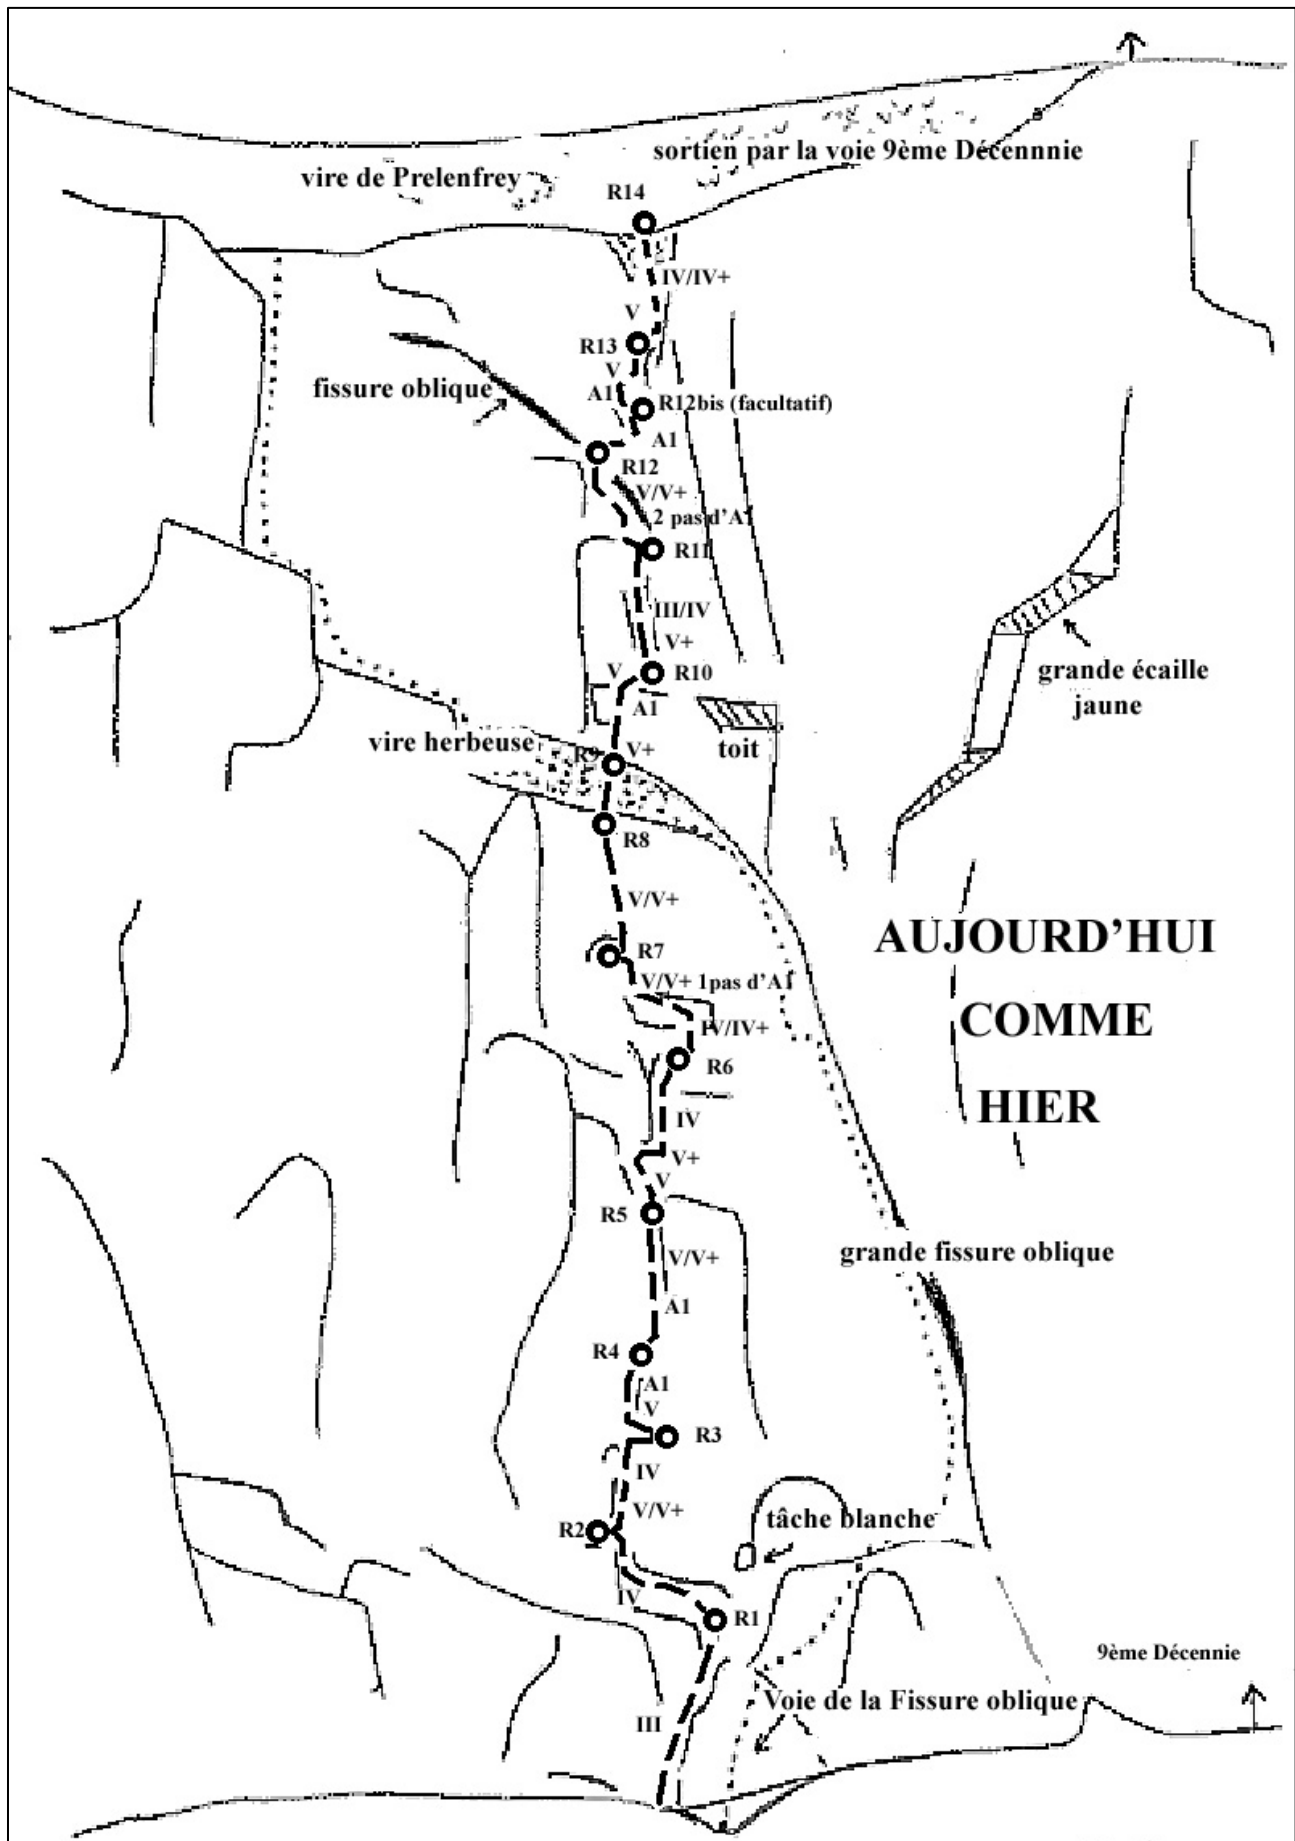 sortien par la voie 9ème Décennnie
vire de Prelenfrey
R14
IV/IV+
V
R13
V
fissure oblique
A1
R12bis (facultatif)
A1
R12
V/V+
2 pas d'A1
R11
III/IV
V+
V
R10
A1
grande écaille
jaune
vire herbeuse
R9
V+
toit
R8
V/V+
AUJOURD'HUI
COMME
HIER
R7
V/V+ 1pas d'A1
IV/IV+
R6
IV
V+
V
R5
V/V+
grande fissure oblique
A1
R4
A1
V
R3
IV
V/V+
R2
tâche blanche
IV
R1
9ème Décennie
Voie de la Fissure oblique
III